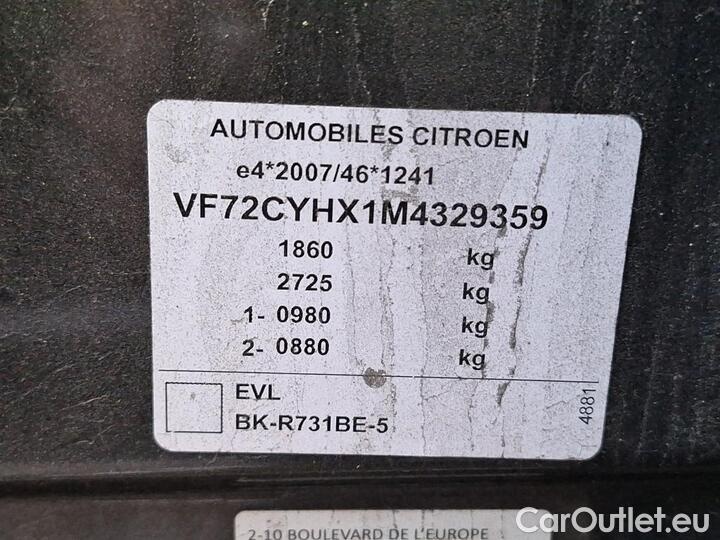 AUTOMOBILES CITROEN
e4*2007/46*1241
VF72CYHX1M4329359
1860 kg
2725 kg
1- 0980 kg
2- 0880 kg
EVL
BK-R731BE-5
4881
2-10 BOULEVARD DE L'EUROPE
CarOutlet.eu